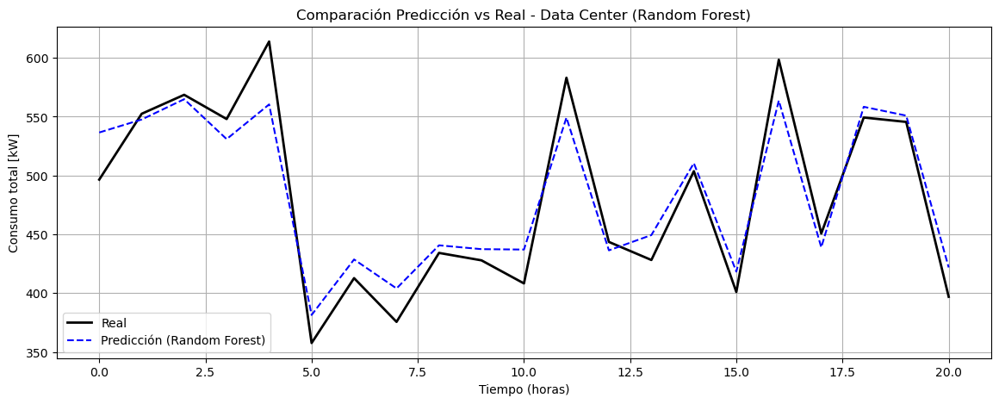 Comparación Predicción vs Real - Data Center (Random Forest)
Consumo total [kW]
600
550
500
450
400
350
Real
Predicción (Random Forest)
0.0 2.5 5.0 7.5 10.0 12.5 15.0 17.5 20.0
Tiempo (horas)